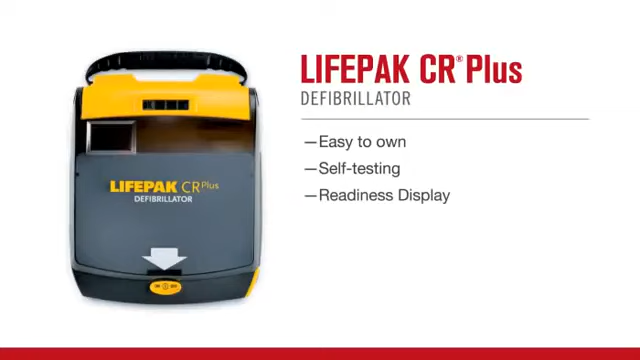 LIFEPAK CR® Plus
DEFIBRILLATOR
—Easy to own
—Self-testing
—Readiness Display
LIFEPAK CR Plus
DEFIBRILLATOR